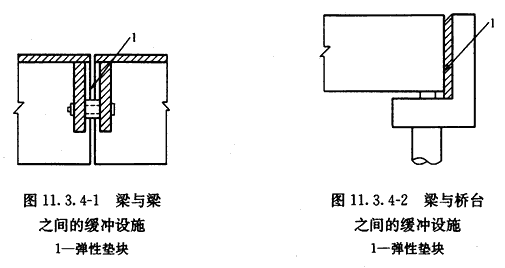 1
1
图 11.3.4-1 梁与梁
之间的缓冲设施
1—弹性垫块
图 11.3.4-2 梁与桥台
之间的缓冲设施
1—弹性垫块